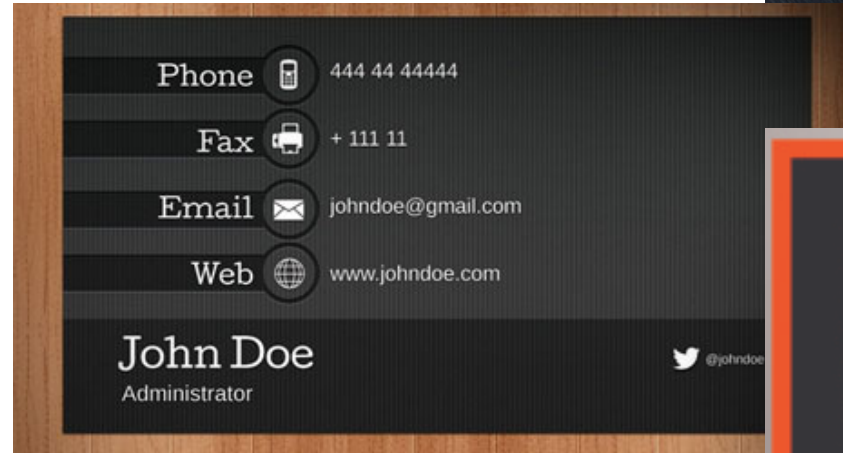 Phone 444 44 44444
Fax + 111 11
Email johndoe@gmail.com
Web www.johndoe.com
John Doe
Administrator
@johndoe